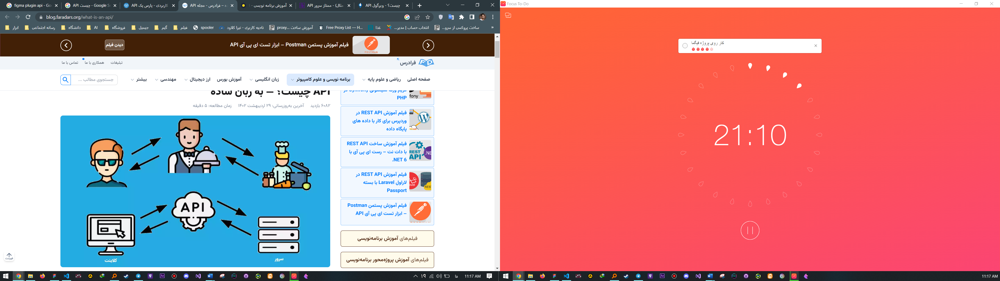 figma plugin api - Goo
API چیست - Google Se
API کاربردی - پارس پک
API ده – فرادرس - مجله
آموزش برنامه نویسی - ا
API مثال) - ممتاز سرور
API چیست؟ - ویرگول
blog.faradars.org/what-is-an-api/
ابزار
رسانه اجتماعی
دانشگاه
AI
فروشگاه
جیمیل
گیم
فیلم
spooler
ناحیه کاربری - نیرا کلاود
آموزش ساخت proxy...
Free Proxy List — H...
غذا
انتخاب حساب | مدیر...
ساخت پروکسی از سرو...
»
فیلم آموزش پستمن Postman – ابزار تست ای پی آی API
POSTMAN
دیدن فیلم
فرادرس
تبلیغات
همکاری با ما
تماس با ما
صفحه اصلی
ریاضی و علوم پایه
برنامه نویسی و علوم کامپیوتر
زبان انگلیسی
آموزش بورس
ارز دیجیتال
مهندسی
بیشتر
جستجوی مطالب ...
API چیست؟ – به زبان ساده
۶۰۸۲ بازدید
آخرین به‌روزرسانی: ۲۹ اردیبهشت ۱۴۰۲
زمان مطالعه: ۵ دقیقه
API
کلاینت
سرور
فهرست
فریم ورک سیمفونی Symfony در
PHP
fony
فیلم آموزش REST API در
وردپرس برای کار با داده های
پایگاه داده
فیلم آموزش ساخت REST API
با دات نت – رست ای پی آی با
.NET 6
REST
API
.NE
فیلم آموزش REST API در
لاراول Laravel با بسته
Passport
avel
REST
فیلم آموزش پستمن Postman
– ابزار تست ای پی آی API
فیلم‌های آموزش برنامه‌نویسی
فیلم‌های آموزش پروژه‌محور برنامه‌نویسی
۱۹
فا
11:17 AM
Focus To-Do
کار روی پروژه فیگما
21:10
11:17 AM